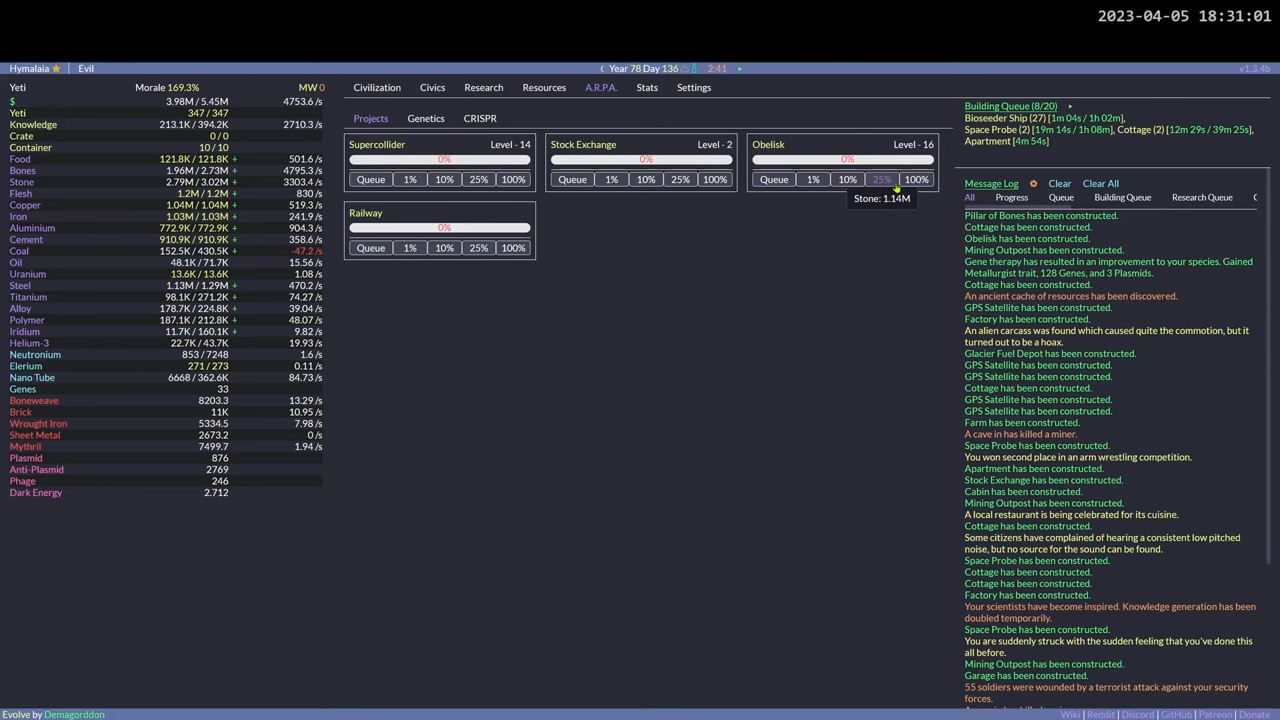 2023-04-05 18:31:01
Hymalaia Evil
Year 78 Day 136 2:41
v1.3.4b
Yeti Morale 169.3% MW 0
$ 3.98M / 5.45M 4753.6 /s
Yeti 347 / 347
Knowledge 213.1K / 394.2K 2710.3 /s
Crate 0 / 0
Container 10 / 10
Food 121.8K / 121.8K + 501.6 /s
Bones 1.96M / 2.73M + 4795.5 /s
Stone 2.79M / 3.02M + 3303.4 /s
Flesh 1.2M / 1.2M + 830 /s
Copper 1.04M / 1.04M + 519.3 /s
Iron 1.03M / 1.03M + 241.9 /s
Aluminium 772.9K / 772.9K + 904.3 /s
Cement 910.9K / 910.9K + 358.6 /s
Coal 152.5K / 430.5K + -47.2 /s
Oil 48.1K / 71.7K 15.56 /s
Uranium 13.6K / 13.6K 1.08 /s
Steel 1.13M / 1.29M + 470.2 /s
Titanium 98.1K / 271.2K + 74.27 /s
Alloy 178.7K / 224.8K + 39.04 /s
Polymer 187.1K / 212.8K + 48.07 /s
Iridium 11.7K / 160.1K + 9.82 /s
Helium-3 22.7K / 43.7K 19.93 /s
Neutronium 853 / 7248 1.6 /s
Elerium 271 / 273 0.11 /s
Nano Tube 6668 / 362.6K 84.73 /s
Genes 33
Boneweave 8203.3 13.29 /s
Brick 11K 10.95 /s
Wrought Iron 5334.5 7.98 /s
Sheet Metal 2673.2 0 /s
Mythril 7499.7 1.94 /s
Plasmid 876
Anti-Plasmid 2769
Phage 246
Dark Energy 2.712
Civilization Civics Research Resources A.R.P.A. Stats Settings
Projects Genetics CRISPR
Supercollider Level - 14
0%
Queue 1% 10% 25% 100%
Stock Exchange Level - 2
0%
Queue 1% 10% 25% 100%
Obelisk Level - 16
0%
Queue 1% 10% 25% 100%
Stone: 1.14M
Railway
0%
Queue 1% 10% 25% 100%
Building Queue (8/20)
Bioseeder Ship (27) [1m 04s / 1h 02m],
Space Probe (2) [19m 14s / 1h 08m], Cottage (2) [12m 29s / 39m 25s],
Apartment [4m 54s]
Message Log Clear Clear All
All Progress Queue Building Queue Research Queue C
Pillar of Bones has been constructed.
Cottage has been constructed.
Obelisk has been constructed.
Mining Outpost has been constructed.
Gene therapy has resulted in an improvement to your species. Gained
Metallurgist trait, 128 Genes, and 3 Plasmids.
Cottage has been constructed.
An ancient cache of resources has been discovered.
GPS Satellite has been constructed.
Factory has been constructed.
An alien carcass was found which caused quite the commotion, but it
turned out to be a hoax.
Glacier Fuel Depot has been constructed.
GPS Satellite has been constructed.
GPS Satellite has been constructed.
Cottage has been constructed.
GPS Satellite has been constructed.
GPS Satellite has been constructed.
Farm has been constructed.
A cave in has killed a miner.
Space Probe has been constructed.
You won second place in an arm wrestling competition.
Apartment has been constructed.
Stock Exchange has been constructed.
Cabin has been constructed.
Mining Outpost has been constructed.
A local restaurant is being celebrated for its cuisine.
Cottage has been constructed.
Some citizens have complained of hearing a consistent low pitched
noise, but no source for the sound can be found.
Space Probe has been constructed.
Cottage has been constructed.
Cottage has been constructed.
Factory has been constructed.
Your scientists have become inspired. Knowledge generation has been
doubled temporarily.
Space Probe has been constructed.
You are suddenly struck with the sudden feeling that you've done this
all before.
Mining Outpost has been constructed.
Garage has been constructed.
55 soldiers were wounded by a terrorist attack against your security
forces.
Evolve by Demagorddon
Wiki | Reddit | Discord | GitHub | Patreon | Donate